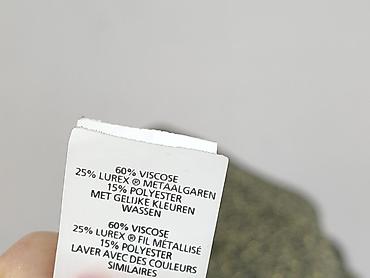 60% VISCOSE
25% LUREX ® METAALGAREN
15% POLYESTER
MET GELIJKE KLEUREN
WASSEN
60% VISCOSE
25% LUREX ® FIL MÉTALLISÉ
15% POLYESTER
LAVER AVEC DES COULEURS
SIMILAIRES